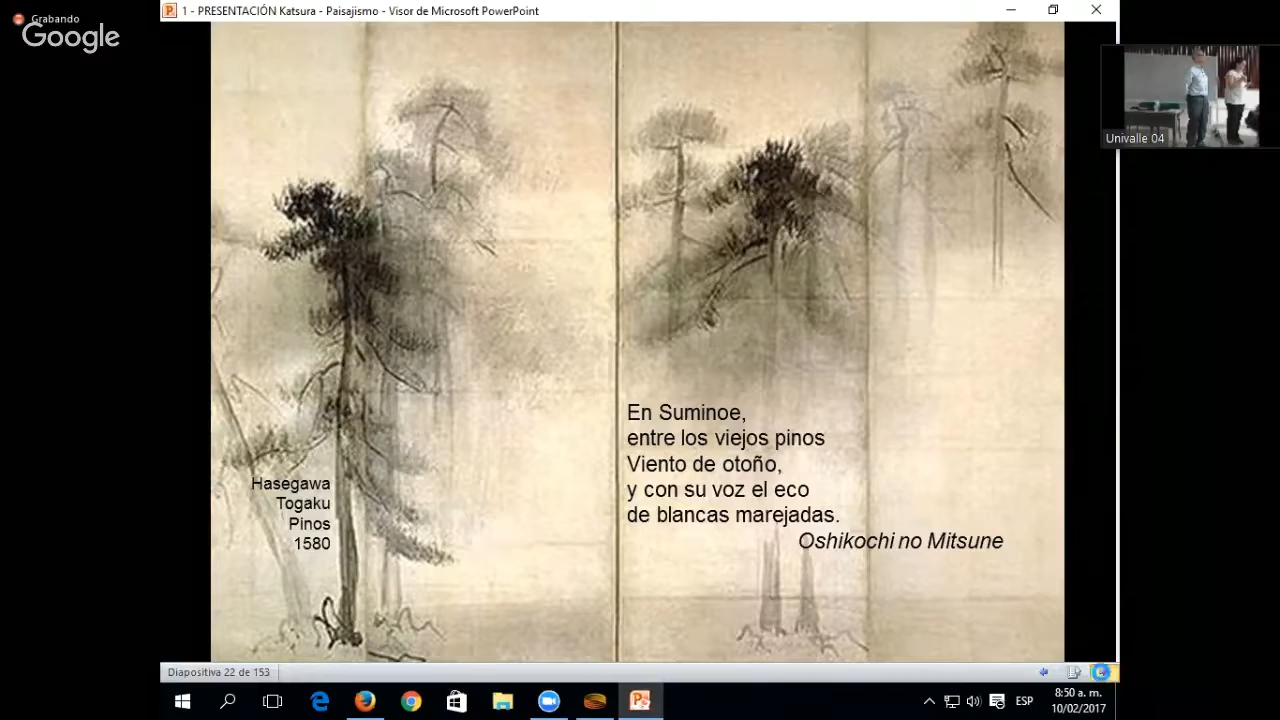 Grabando
Google
1 - PRESENTACIÓN Katsura - Paisajismo - Visor de Microsoft PowerPoint
Univalle 04
En Suminoe,
entre los viejos pinos
Viento de otoño,
y con su voz el eco
de blancas marejadas.
Oshikochi no Mitsune
Hasegawa
Togaku
Pinos
1580
Diapositiva 22 de 153
ESP
8:50 a. m.
10/02/2017